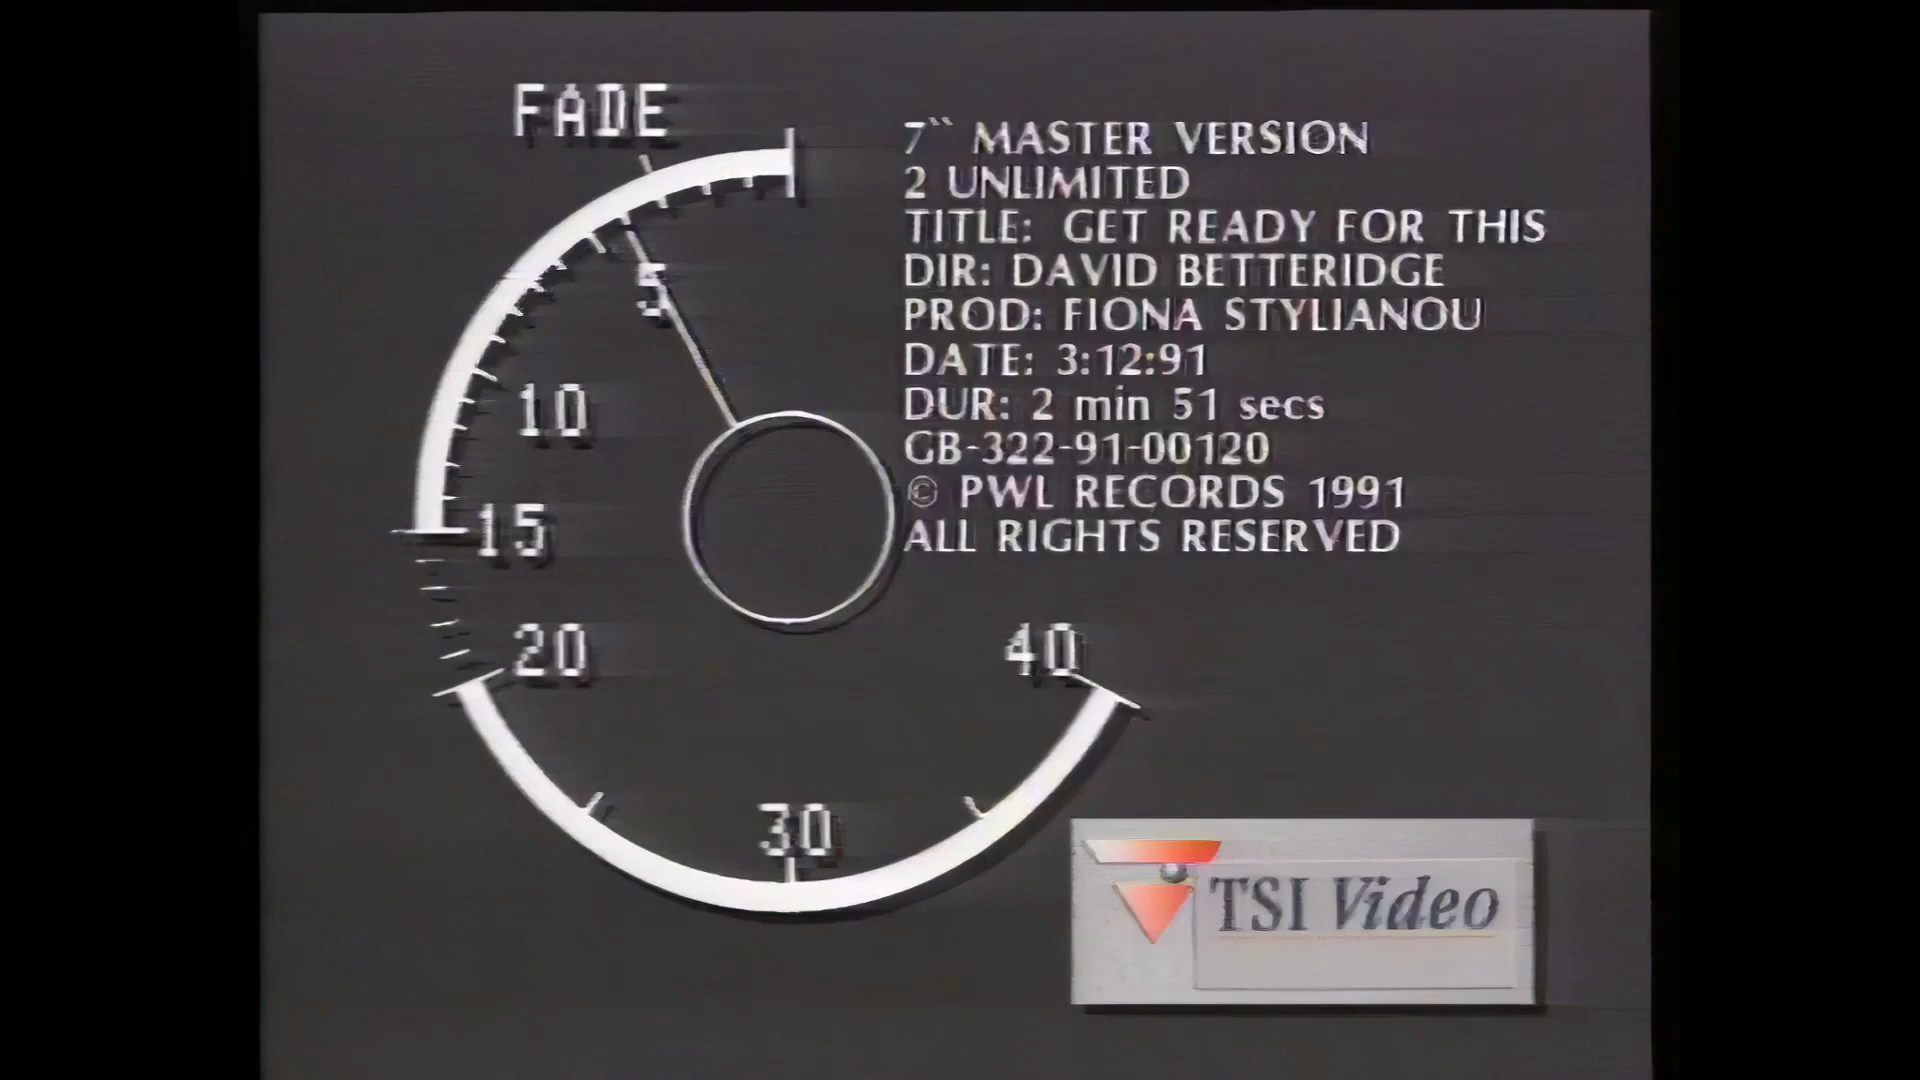 FADE
5
10
15
20
30
40
7" MASTER VERSION
2 UNLIMITED
TITLE: GET READY FOR THIS
DIR: DAVID BETTERIDGE
PROD: FIONA STYLIANOU
DATE: 3:12:91
DUR: 2 min 51 secs
GB-322-91-00120
© PWL RECORDS 1991
ALL RIGHTS RESERVED
TSI Video